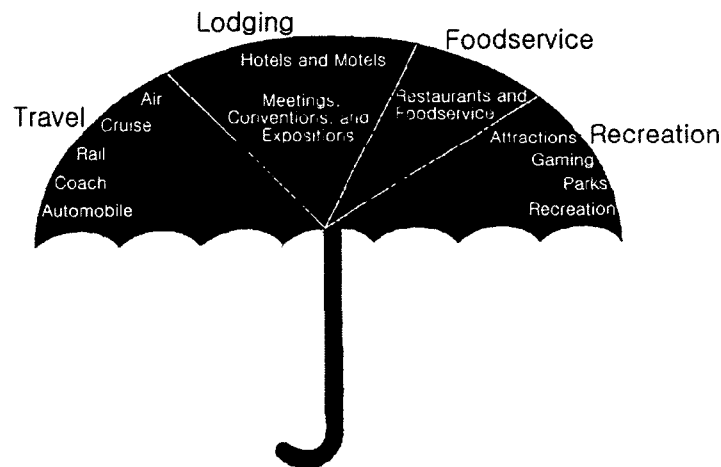 Lodging
Foodservice
Travel
Recreation
Air
Cruise
Rail
Coach
Automobile
Hotels and Motels
Meetings,
Conventions, and
Expositions
Restaurants and
Foodservice
Attractions
Gaming
Parks
Recreation